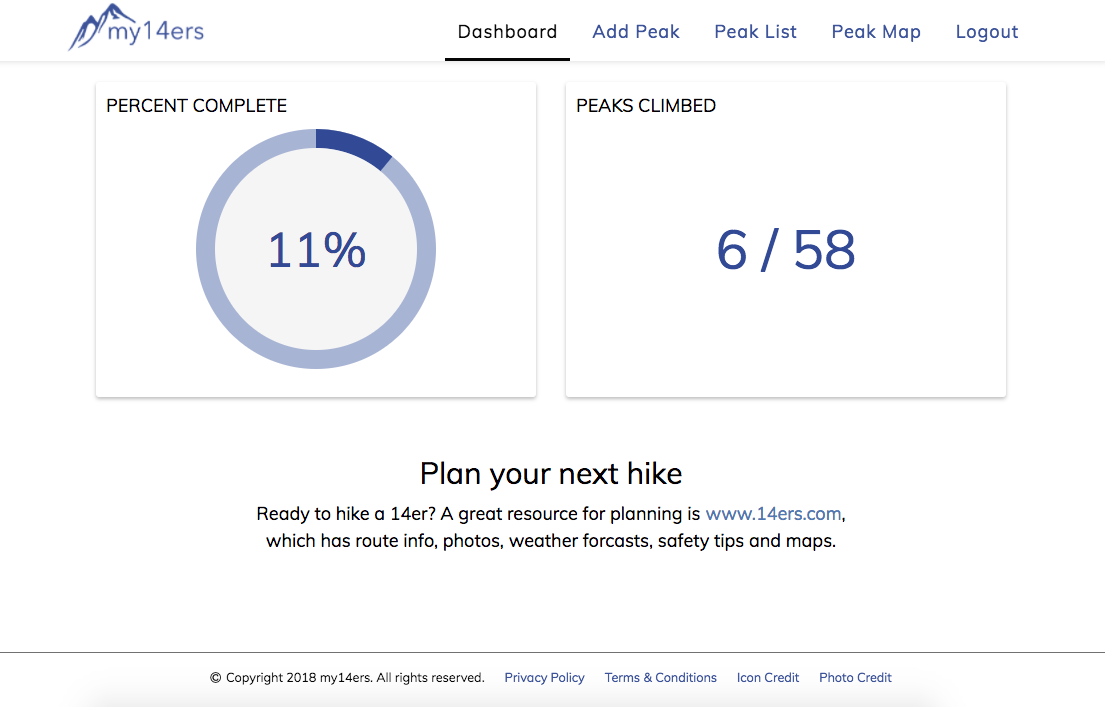 my14ers
Dashboard
Add Peak
Peak List
Peak Map
Logout
PERCENT COMPLETE
11%
PEAKS CLIMBED
6 / 58
Plan your next hike
Ready to hike a 14er? A great resource for planning is www.14ers.com,
which has route info, photos, weather forcasts, safety tips and maps.
© Copyright 2018 my14ers. All rights reserved.
Privacy Policy
Terms & Conditions
Icon Credit
Photo Credit